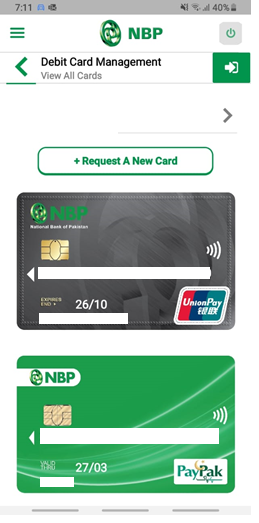 7:11
40%
NBP
Debit Card Management
View All Cards
+ Request A New Card
NBP
National Bank of Pakistan
EXPIRES
END
26/10
UnionPay
银联
NBP
VALID
THRU
27/03
PayPak